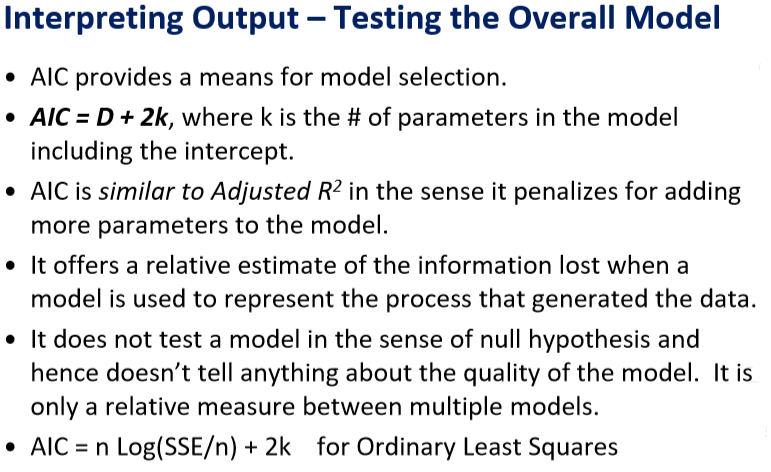 Interpreting Output – Testing the Overall Model
• AIC provides a means for model selection.
• AIC = D + 2k, where k is the # of parameters in the model
including the intercept.
• AIC is similar to Adjusted R² in the sense it penalizes for adding
more parameters to the model.
• It offers a relative estimate of the information lost when a
model is used to represent the process that generated the data.
• It does not test a model in the sense of null hypothesis and
hence doesn’t tell anything about the quality of the model.  It is
only a relative measure between multiple models.
• AIC = n Log(SSE/n) + 2k   for Ordinary Least Squares